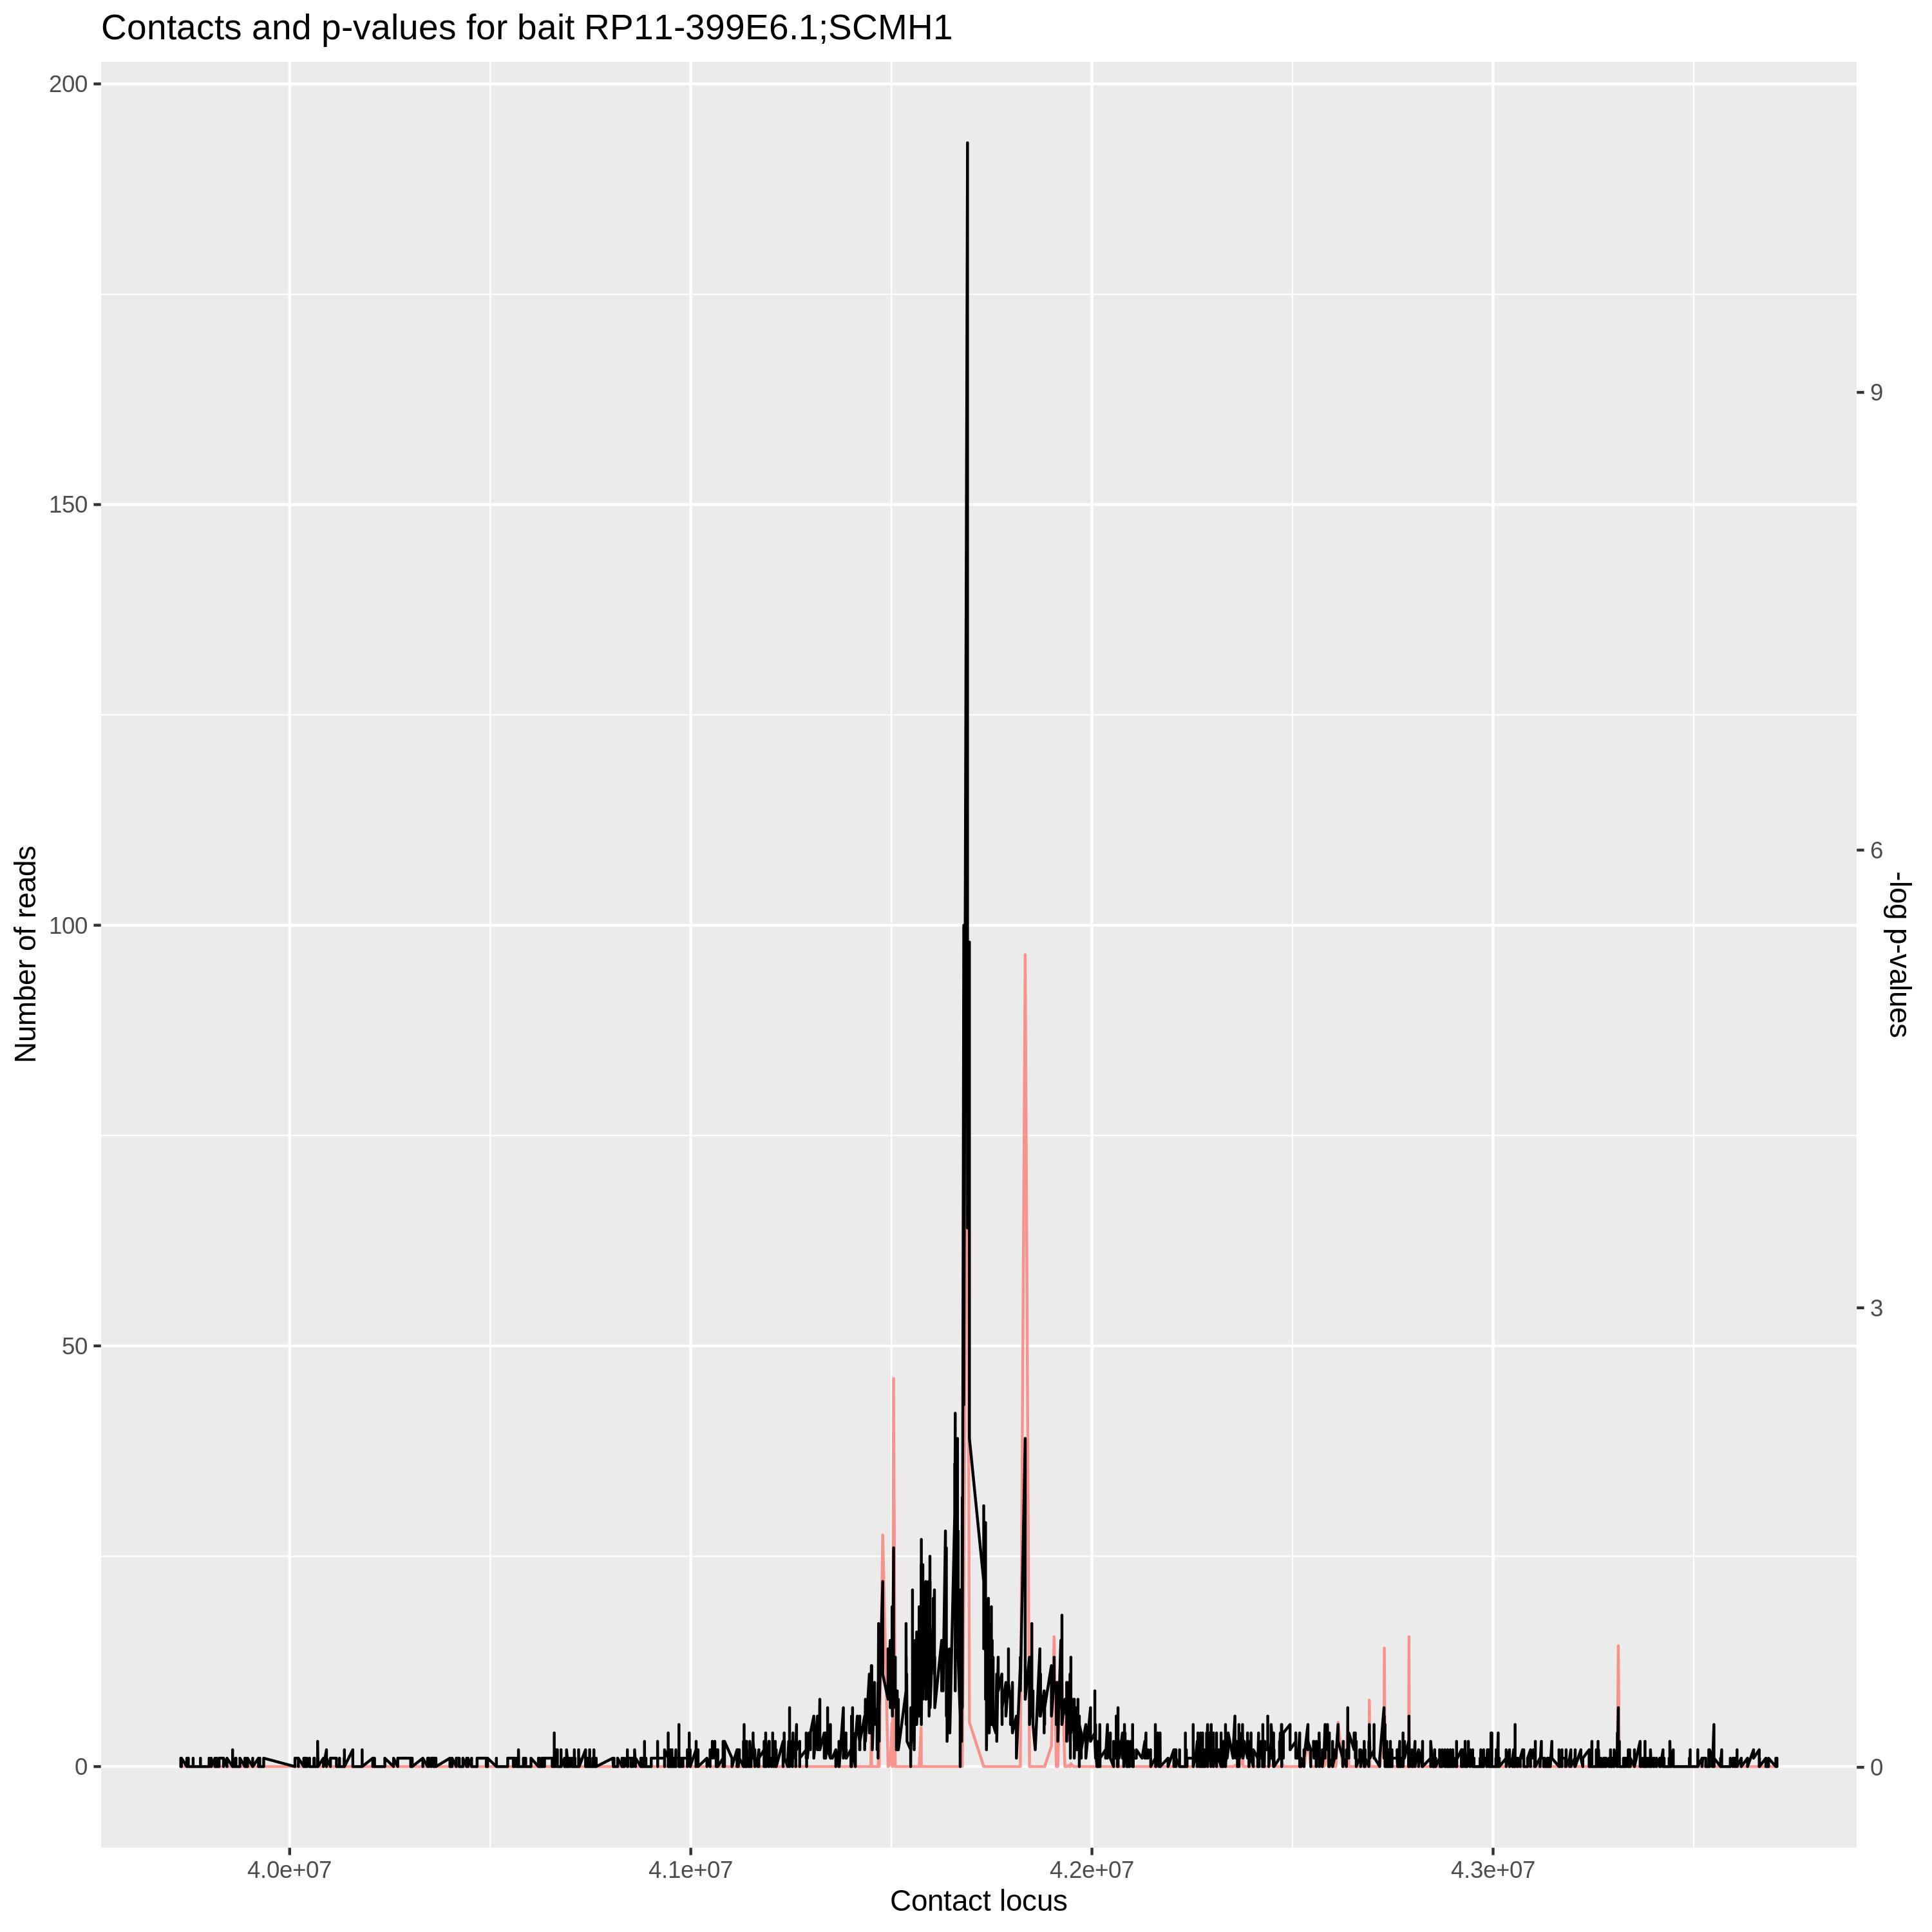 Contacts and p-values for bait RP11-399E6.1;SCMH1
200
150
100
50
0
Number of reads
9
6
3
0
-log p-values
4.0e+07
4.1e+07
4.2e+07
4.3e+07
Contact locus